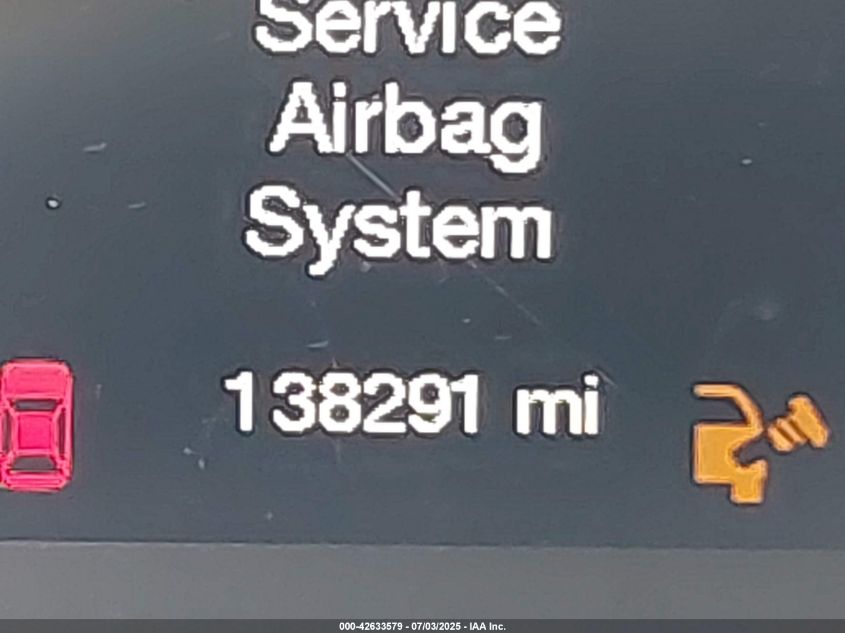 Service
Airbag
System
138291 mi
000-42633579 - 07/03/2025 - IAA Inc.